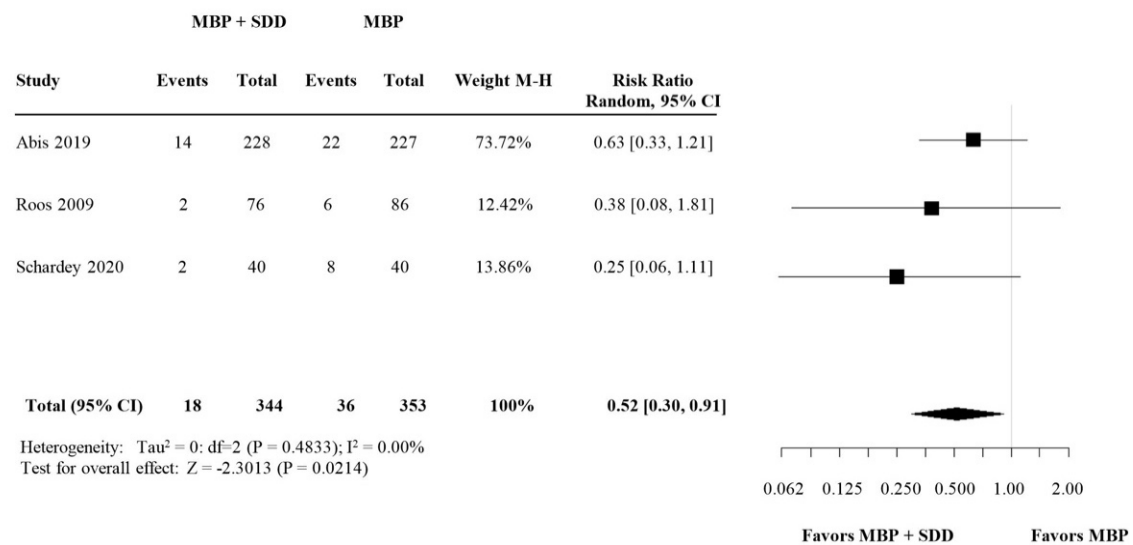 MBP + SDD MBP
Study Events Total Events Total Weight M-H Risk Ratio
Random, 95% CI
Abis 2019 14 228 22 227 73.72% 0.63 [0.33, 1.21]
Roos 2009 2 76 6 86 12.42% 0.38 [0.08, 1.81]
Schardey 2020 2 40 8 40 13.86% 0.25 [0.06, 1.11]
Total (95% CI) 18 344 36 353 100% 0.52 [0.30, 0.91]
Heterogeneity: Tau² = 0: df=2 (P = 0.4833); I² = 0.00%
Test for overall effect: Z = -2.3013 (P = 0.0214)
0.062 0.125 0.250 0.500 1.00 2.00
Favors MBP + SDD Favors MBP